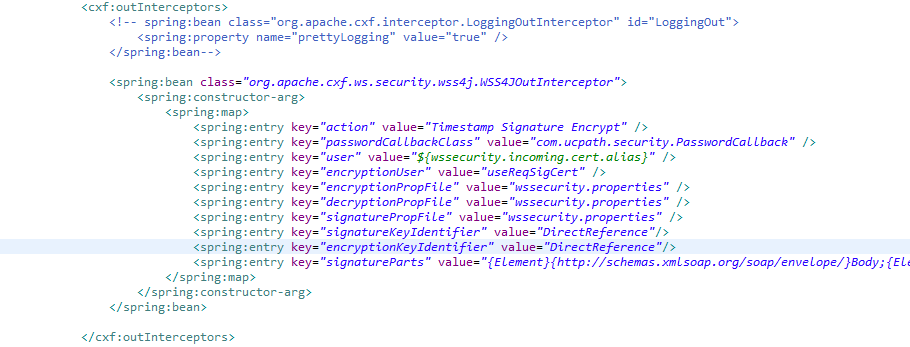 <cxf:outInterceptors>
<!-- spring:bean class="org.apache.cxf.interceptor.LoggingOutInterceptor" id="LoggingOut">
<spring:property name="prettyLogging" value="true" />
</spring:bean-->
<spring:bean class="org.apache.cxf.ws.security.wss4j.WSS4JOutInterceptor">
<spring:constructor-arg>
<spring:map>
<spring:entry key="action" value="Timestamp Signature Encrypt" />
<spring:entry key="passwordCallbackClass" value="com.ucpath.security.PasswordCallback" />
<spring:entry key="user" value="${wssecurity.incoming.cert.alias}" />
<spring:entry key="encryptionUser" value="useReqSigCert" />
<spring:entry key="encryptionPropFile" value="wssecurity.properties" />
<spring:entry key="decryptionPropFile" value="wssecurity.properties" />
<spring:entry key="signaturePropFile" value="wssecurity.properties" />
<spring:entry key="signatureKeyIdentifier" value="DirectReference"/>
<spring:entry key="encryptionKeyIdentifier" value="DirectReference"/>
<spring:entry key="signatureParts" value="{Element}{http://schemas.xmlsoap.org/soap/envelope/}Body;{Ele
</spring:map>
</spring:constructor-arg>
</spring:bean>
</cxf:outInterceptors>